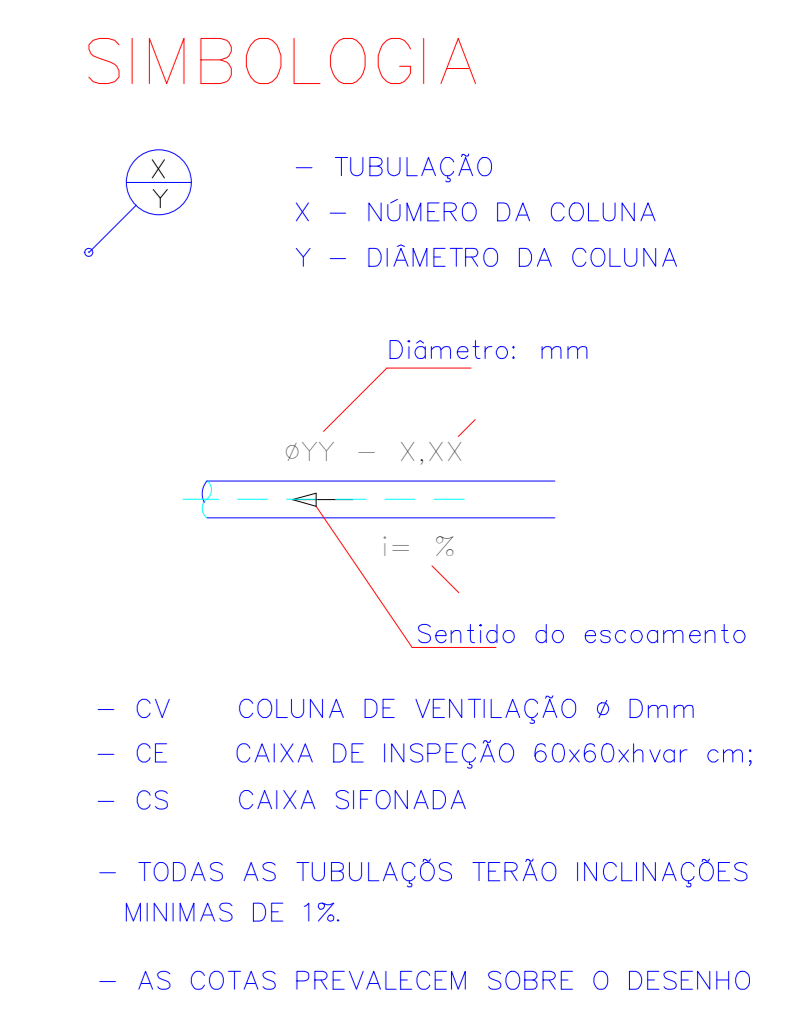 SIMBOLOGIA
X
Y
- TUBULAÇÃO
X - NÚMERO DA COLUNA
Y - DIÂMETRO DA COLUNA
Diâmetro: mm
øYY - X,XX
i= %
Sentido do escoamento
- CV COLUNA DE VENTILAÇÃO ø Dmm
- CE CAIXA DE INSPEÇÃO 60x60xhvar cm;
- CS CAIXA SIFONADA
- TODAS AS TUBULAÇÕS TERÃO INCLINAÇÕES
MINIMAS DE 1%.
- AS COTAS PREVALECEM SOBRE O DESENHO